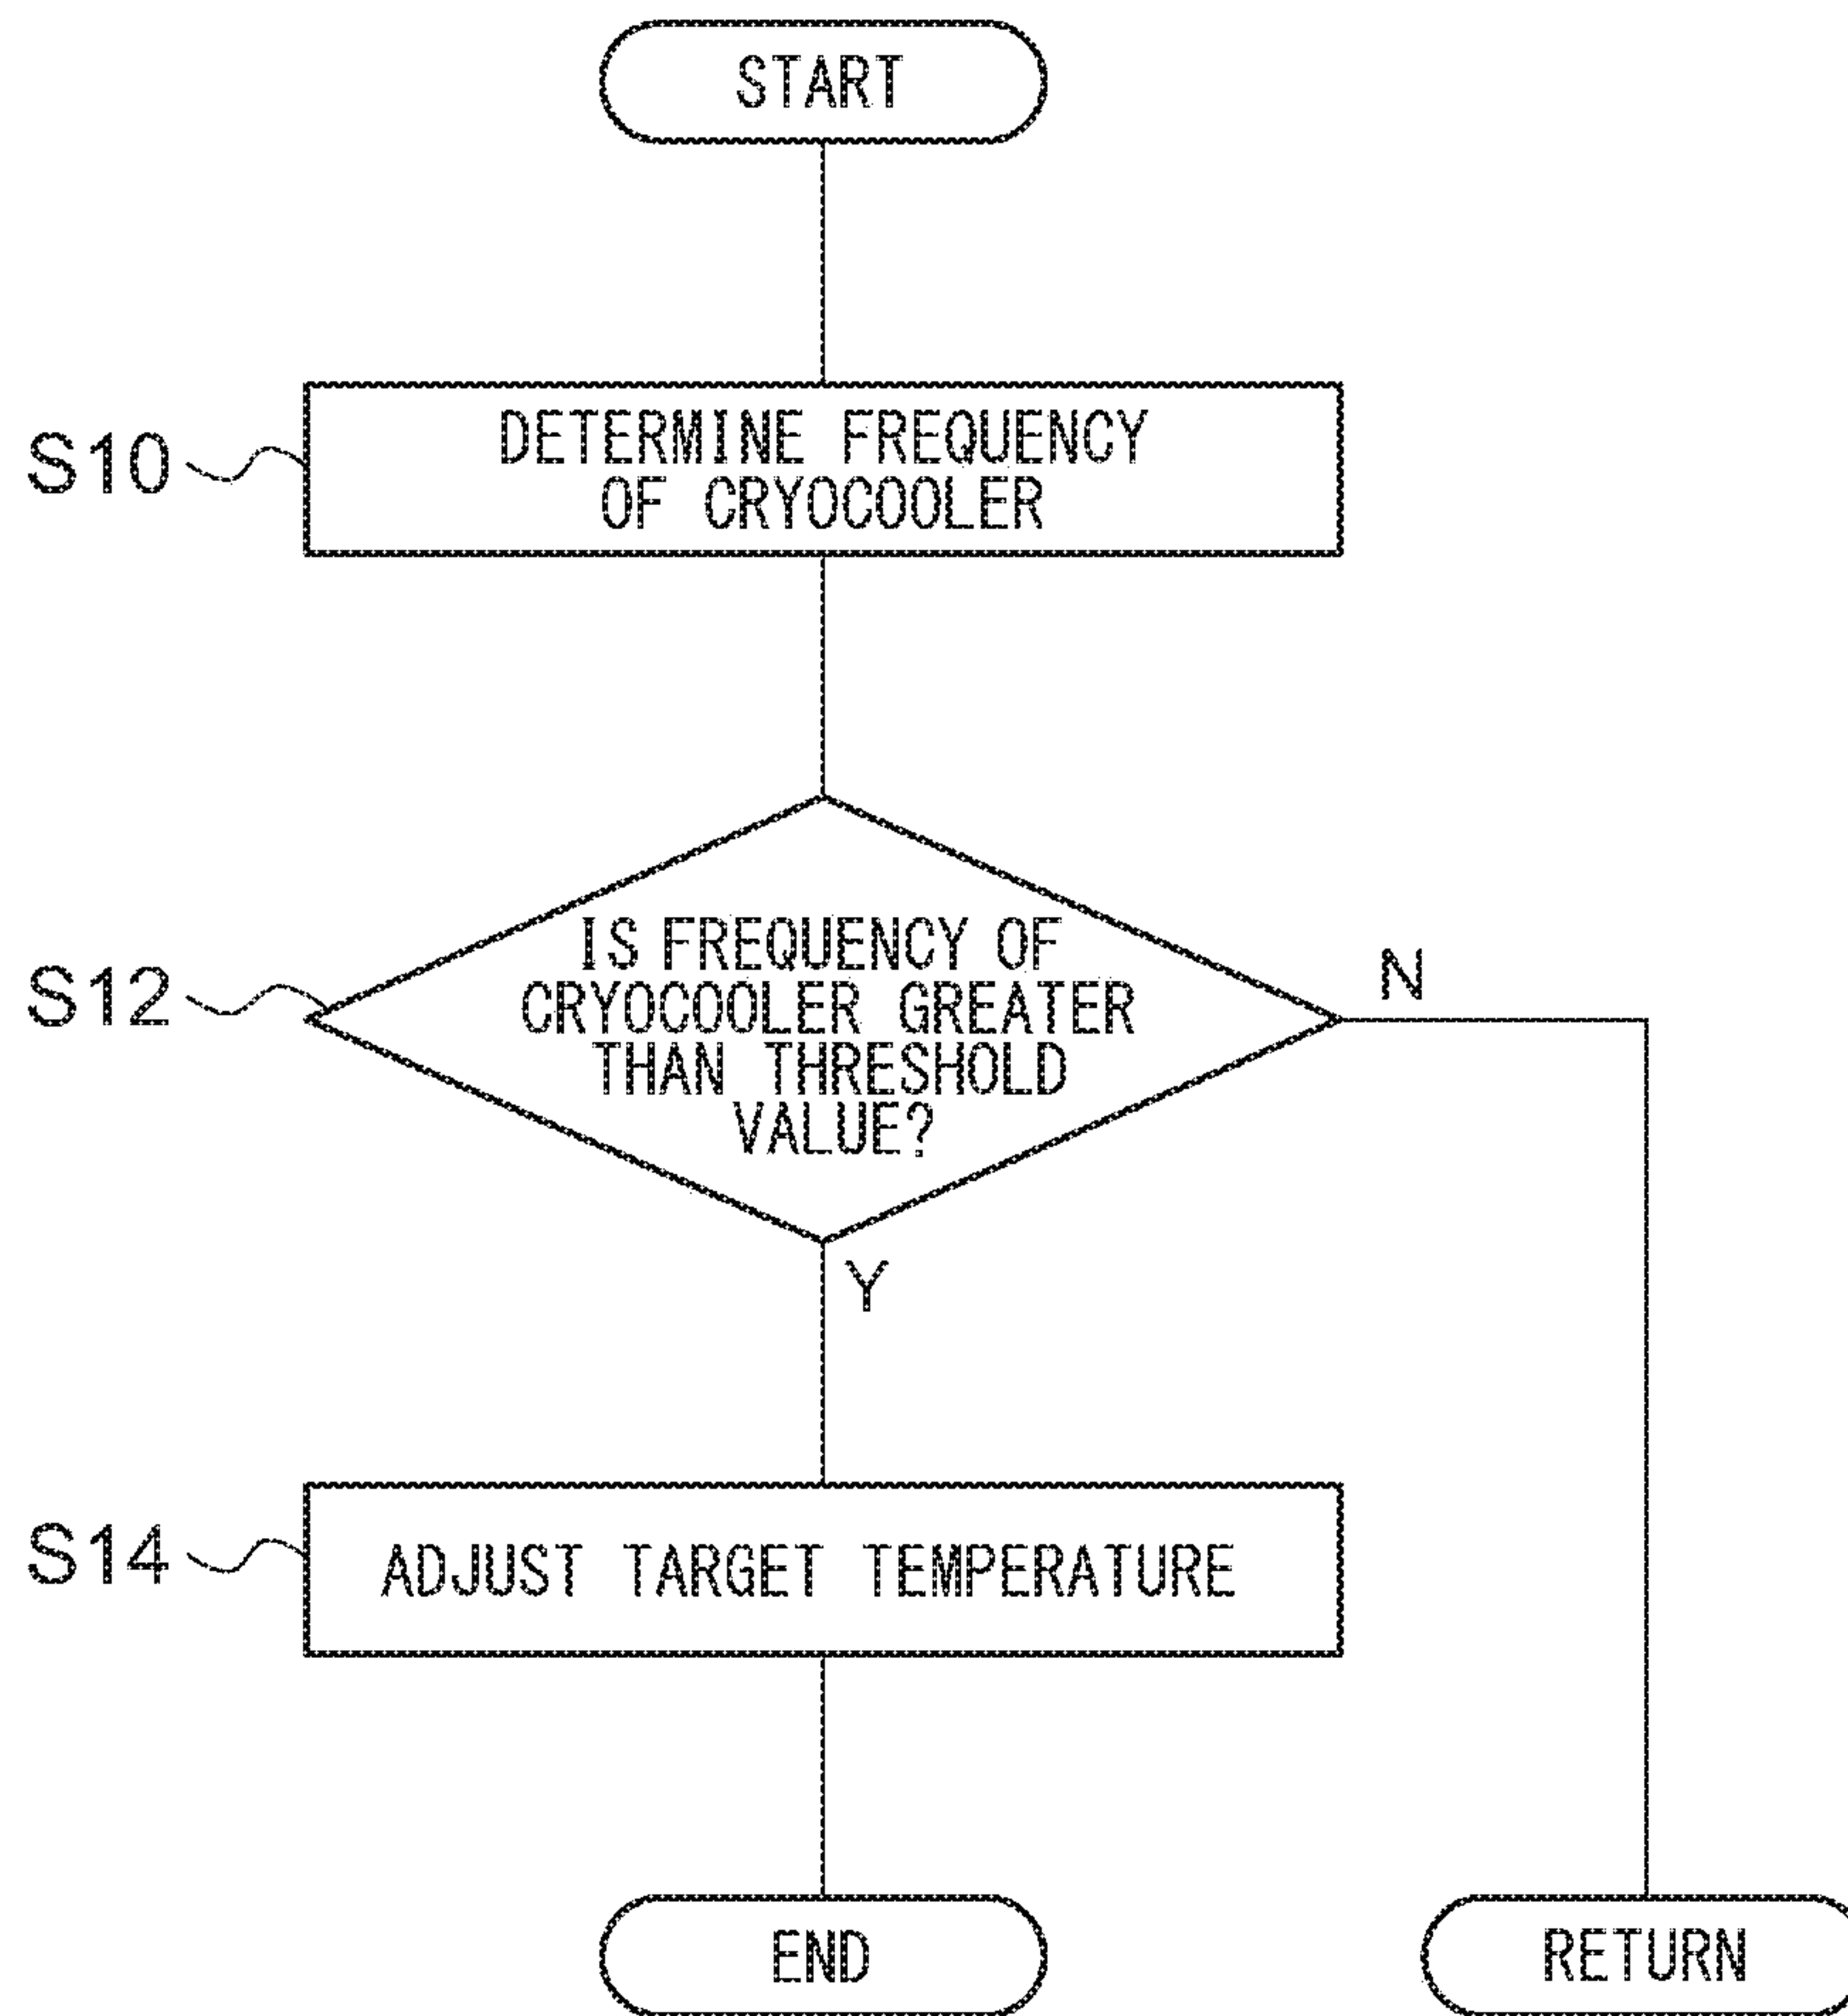 START
S10
DETERMINE FREQUENCY
OF CRYOCOOLER
S12
IS FREQUENCY OF
CRYOCOOLER GREATER
THAN THRESHOLD
VALUE?
N
Y
S14
ADJUST TARGET TEMPERATURE
END
RETURN